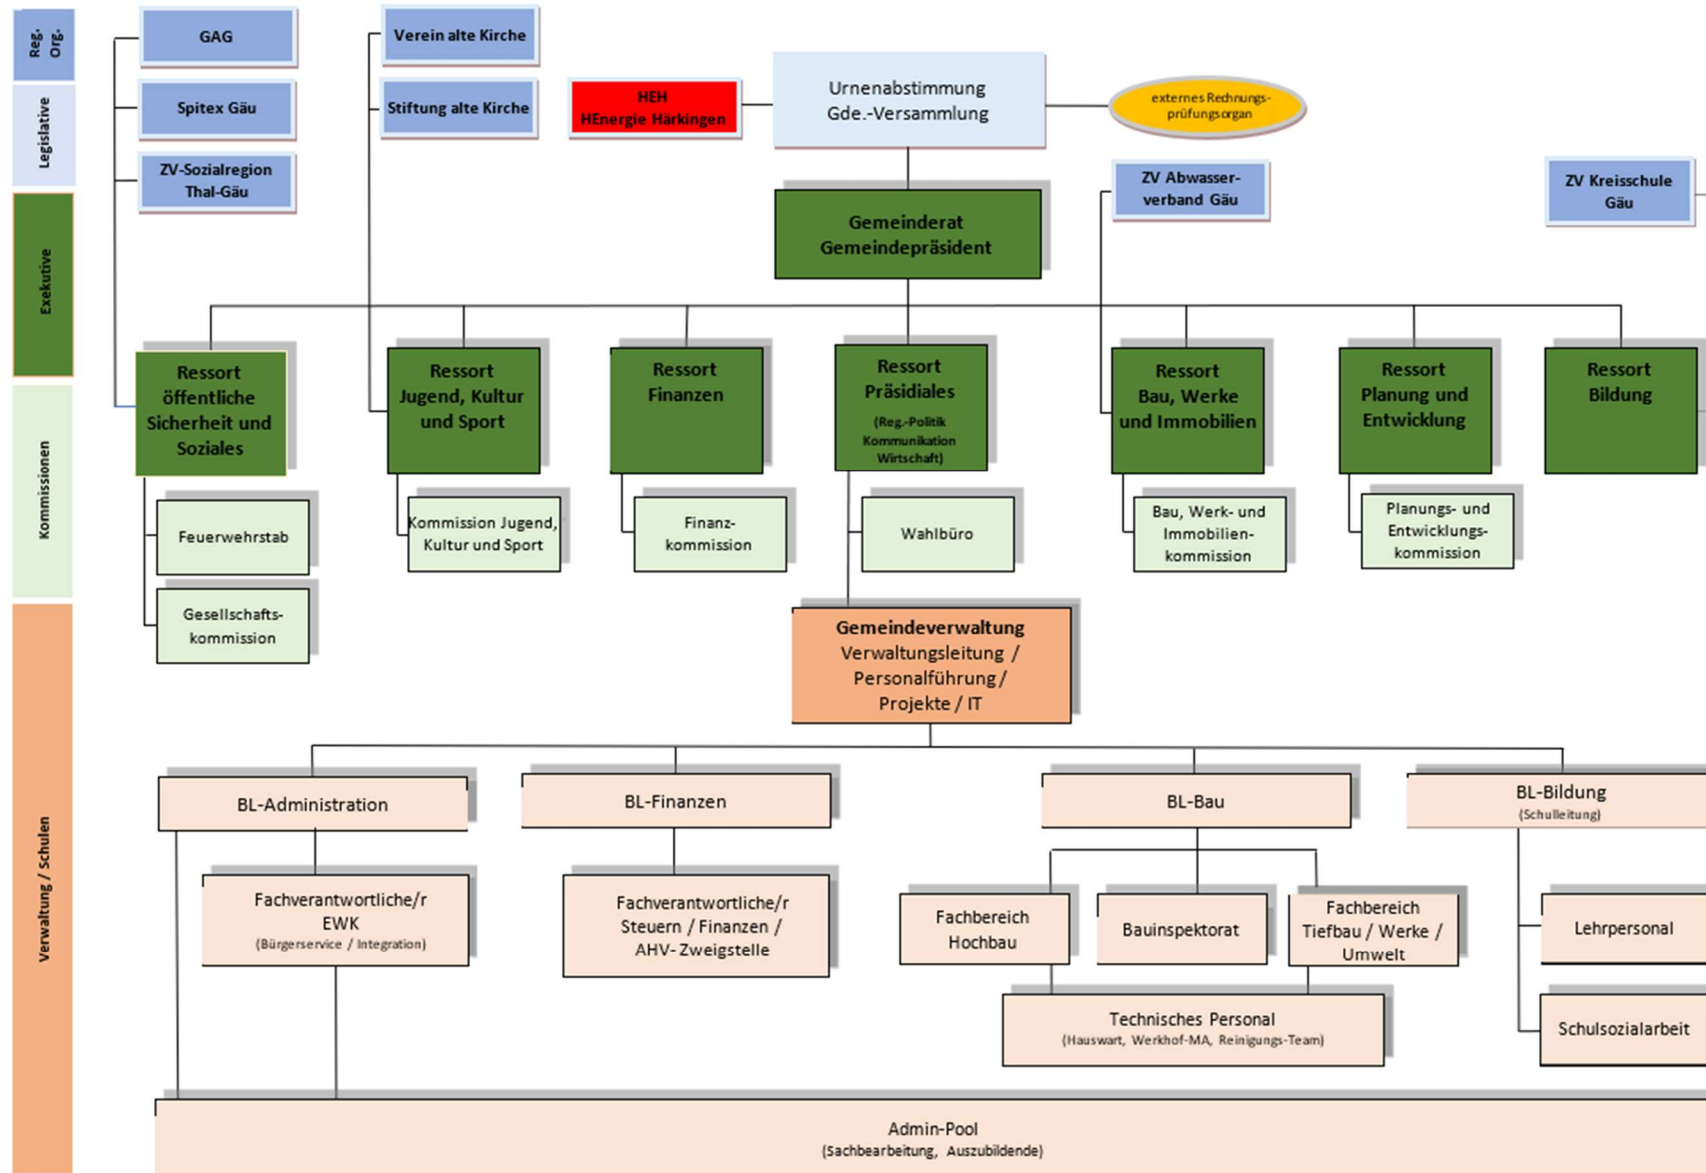 Reg.
Org.
Legislative
Exekutive
Kommissionen
Verwaltung / Schulen
GAG
Spitex Gäu
ZV-Sozialregion
Thal-Gäu
Verein alte Kirche
Stiftung alte Kirche
HEH
HEnergie Härkingen
Urnenabstimmung
Gde.-Versammlung
externes Rechnungs-
prüfungsorgan
ZV Abwasser-
verband Gäu
ZV Kreisschule
Gäu
Gemeinderat
Gemeindepräsident
Ressort
öffentliche
Sicherheit und
Soziales
Ressort
Jugend, Kultur
und Sport
Ressort
Finanzen
Ressort
Präsidiales
(Reg.-Politik
Kommunikation
Wirtschaft)
Ressort
Bau, Werke
und Immobilien
Ressort
Planung und
Entwicklung
Ressort
Bildung
Feuerwehrstab
Gesellschafts-
kommission
Kommission Jugend,
Kultur und Sport
Finanz-
kommission
Wahlbüro
Bau, Werk- und
Immobilien-
kommission
Planungs- und
Entwicklungs-
kommission
Gemeindeverwaltung
Verwaltungsleitung /
Personalführung /
Projekte / IT
BL-Administration
BL-Finanzen
BL-Bau
BL-Bildung
(Schulleitung)
Fachverantwortliche/r
EWK
(Bürgerservice / Integration)
Fachverantwortliche/r
Steuern / Finanzen /
AHV- Zweigstelle
Fachbereich
Hochbau
Bauinspektorat
Fachbereich
Tiefbau / Werke /
Umwelt
Lehrpersonal
Technisches Personal
(Hauswart, Werkhof-MA, Reinigungs-Team)
Schulsozialarbeit
Admin-Pool
(Sachbearbeitung, Auszubildende)